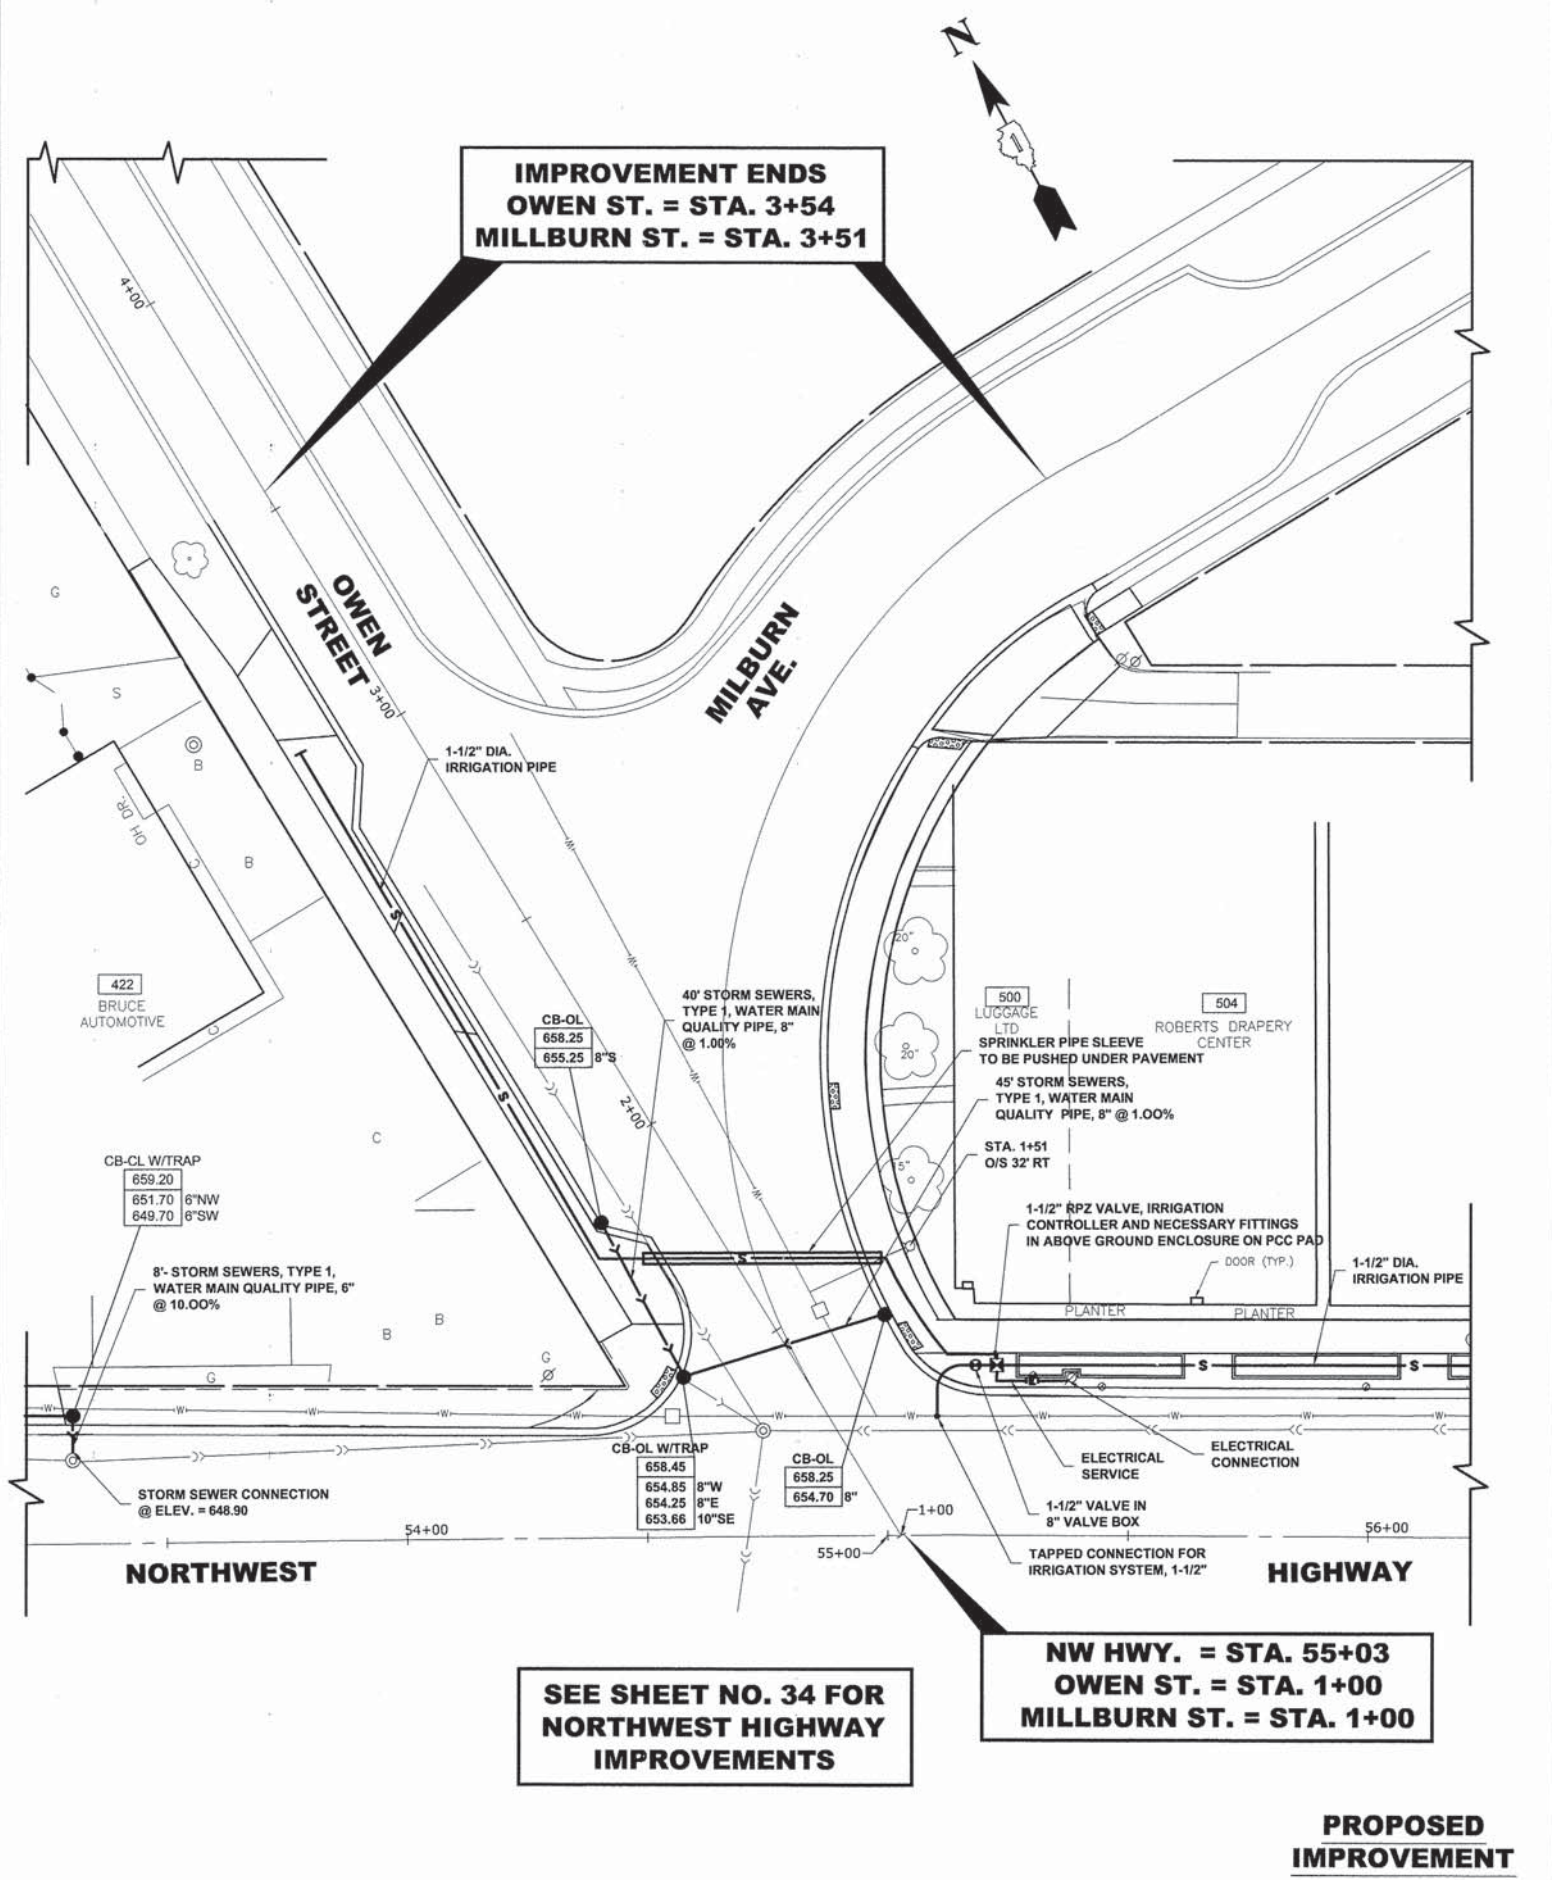 N
IMPROVEMENT ENDS
OWEN ST. = STA. 3+54
MILLBURN ST. = STA. 3+51
4+00
OWEN
STREET
3+00
MILBURN
AVE.
G
S
B
OH DR.
C
B
1-1/2" DIA.
IRRIGATION PIPE
W
W
S
422
BRUCE
AUTOMOTIVE
C
CB-OL
658.25
655.25 8"S
40' STORM SEWERS,
TYPE 1, WATER MAIN
QUALITY PIPE, 8"
@ 1.00%
20"
20"
5"
500
LUGGAGE
LTD
504
ROBERTS DRAPERY
CENTER
SPRINKLER PIPE SLEEVE
TO BE PUSHED UNDER PAVEMENT
45' STORM SEWERS,
TYPE 1, WATER MAIN
QUALITY PIPE, 8" @ 1.00%
STA. 1+51
O/S 32' RT
W
S
2+00
C
W
CB-CL W/TRAP
659.20
651.70 6"NW
649.70 6"SW
8'- STORM SEWERS, TYPE 1,
WATER MAIN QUALITY PIPE, 6"
@ 10.00%
1-1/2" RPZ VALVE, IRRIGATION
CONTROLLER AND NECESSARY FITTINGS
IN ABOVE GROUND ENCLOSURE ON PCC PAD
DOOR (TYP.)
1-1/2" DIA.
IRRIGATION PIPE
PLANTER
PLANTER
S
B
B
G
G
S
S
W
W
W
W
W
W
W
W
W
W
W
CB-OL W/TRAP
658.45
654.85 8"W
654.25 8"E
653.66 10"SE
CB-OL
658.25
654.70 8"
STORM SEWER CONNECTION
@ ELEV. = 648.90
ELECTRICAL
SERVICE
ELECTRICAL
CONNECTION
1-1/2" VALVE IN
8" VALVE BOX
TAPPED CONNECTION FOR
IRRIGATION SYSTEM, 1-1/2"
54+00
1+00
55+00
56+00
NORTHWEST
HIGHWAY
NW HWY. = STA. 55+03
OWEN ST. = STA. 1+00
MILLBURN ST. = STA. 1+00
SEE SHEET NO. 34 FOR
NORTHWEST HIGHWAY
IMPROVEMENTS
PROPOSED
IMPROVEMENT